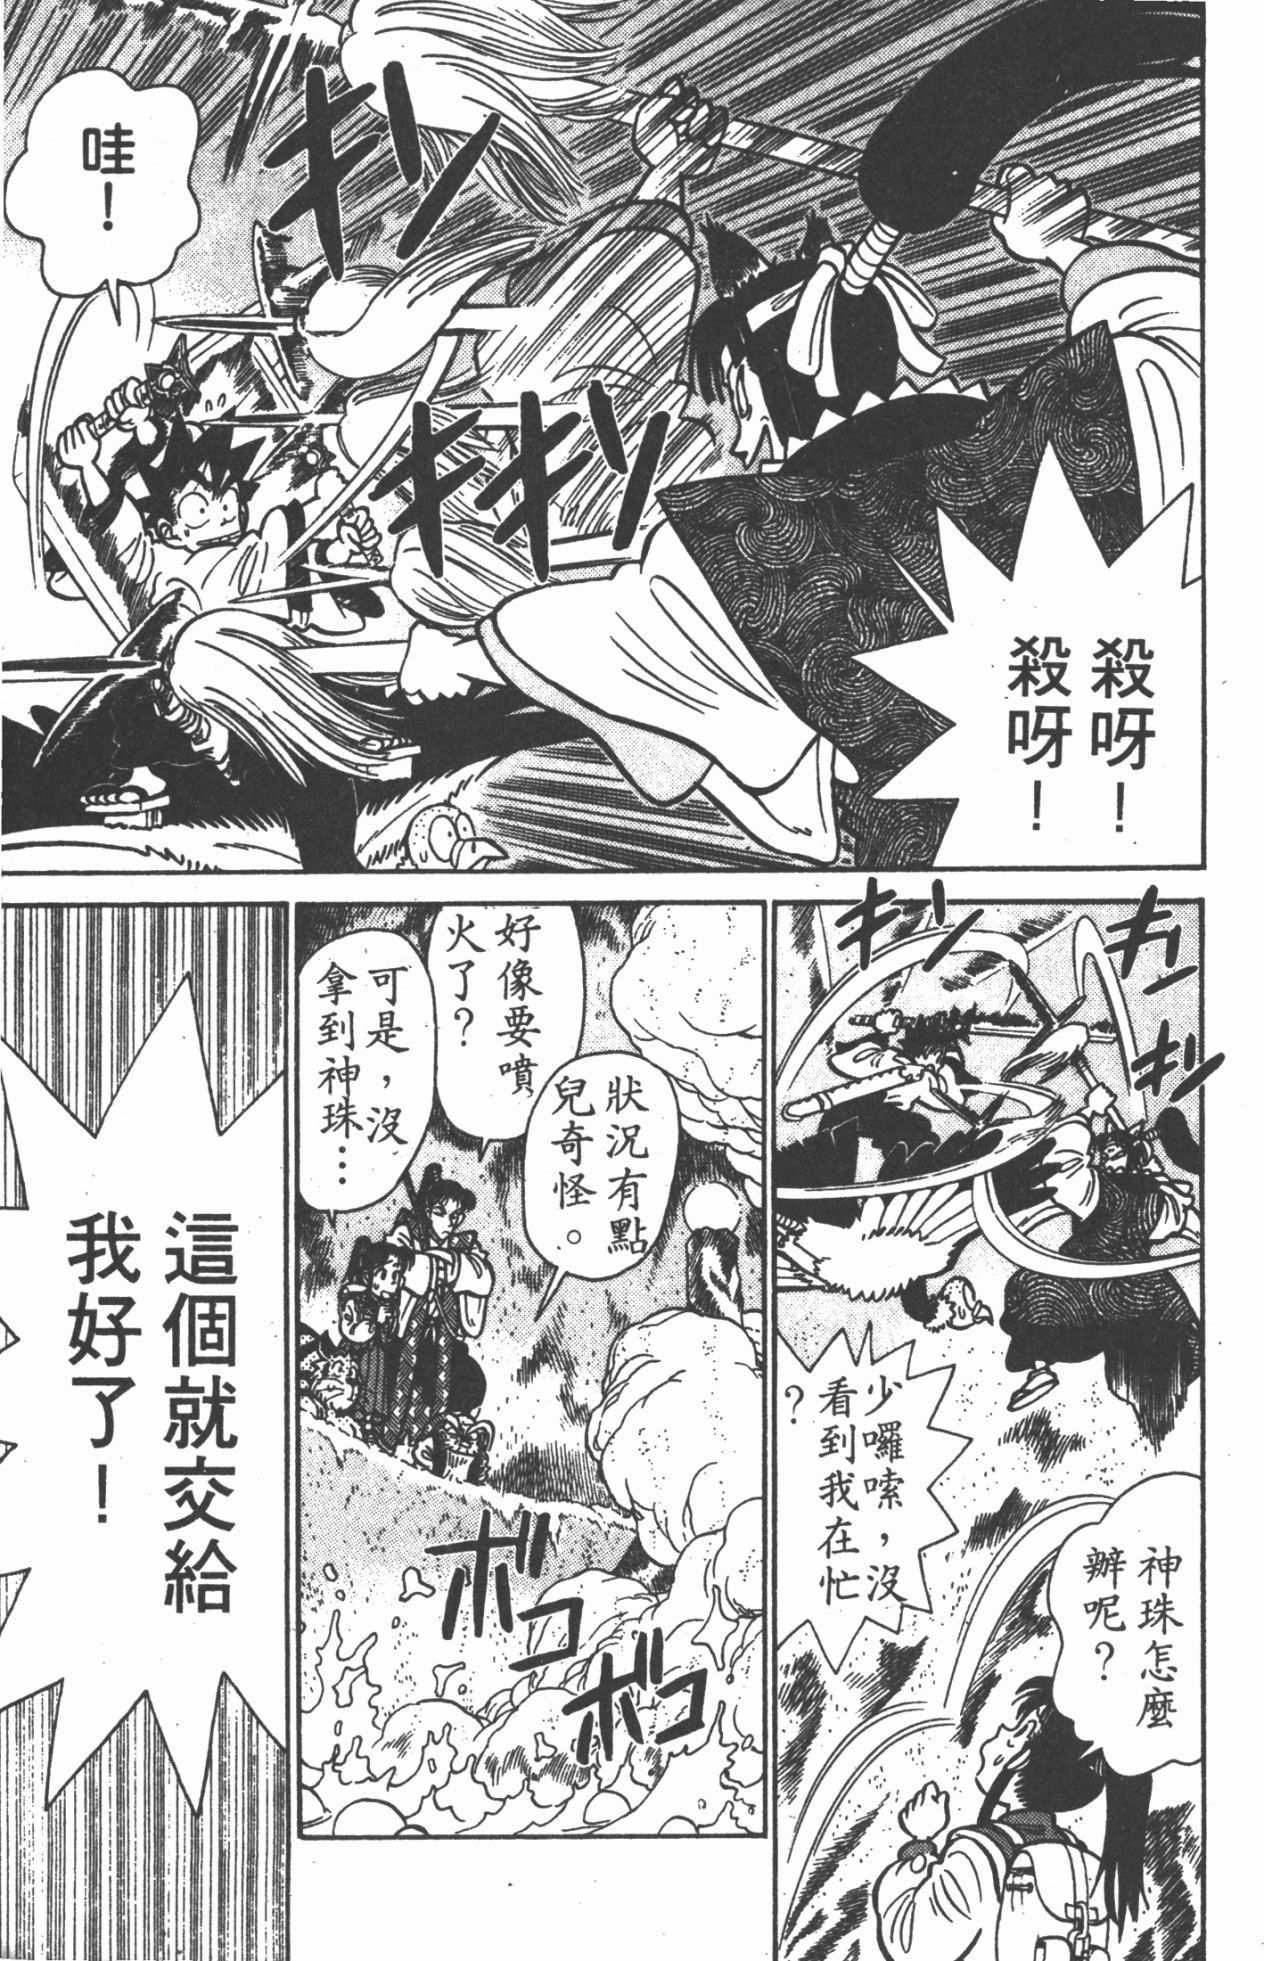 殺呀！
殺呀！
キソ
キキソ
哇！
キン
カ
キン
神珠怎麼
辦呢？
少囉嗦，沒
看到我在忙
？
狀況有點
兒奇怪。
好像要噴
火了？
可是，沒
拿到神珠…
ボコ
ボコ
這個就交給
我好了！